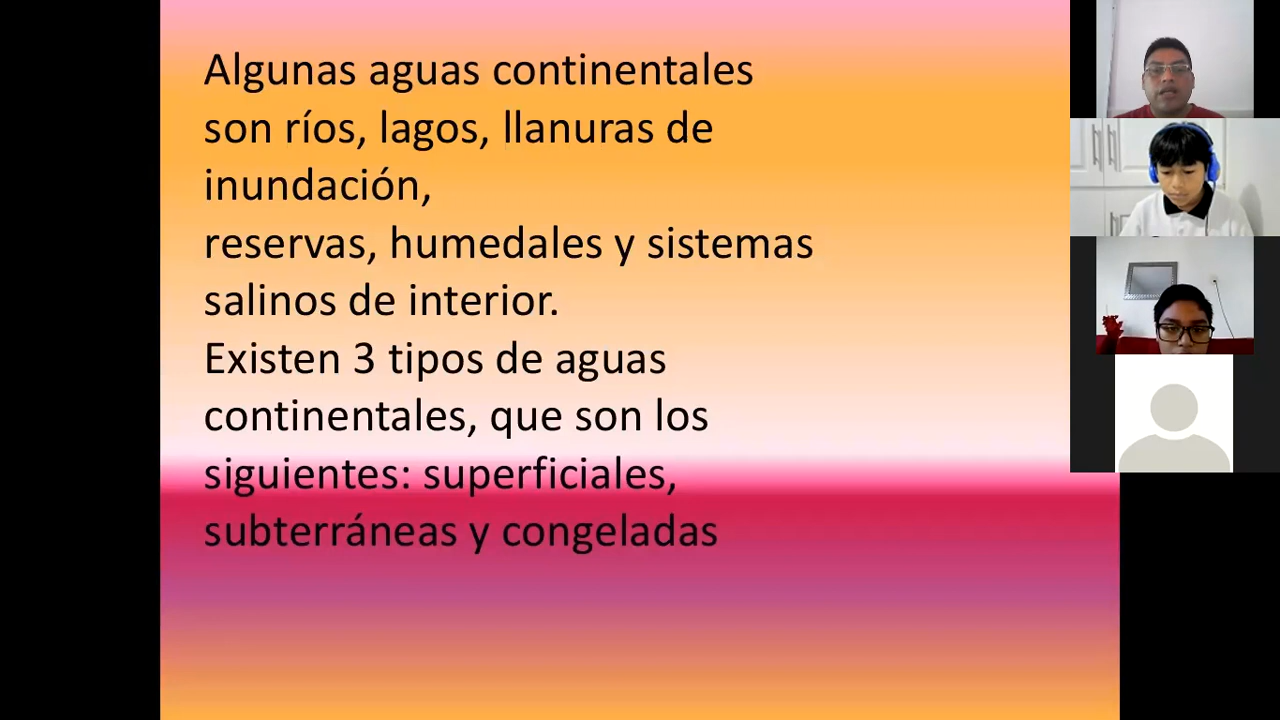 Algunas aguas continentales
son ríos, lagos, llanuras de
inundación,
reservas, humedales y sistemas
salinos de interior.
Existen 3 tipos de aguas
continentales, que son los
siguientes: superficiales,
subterráneas y congeladas